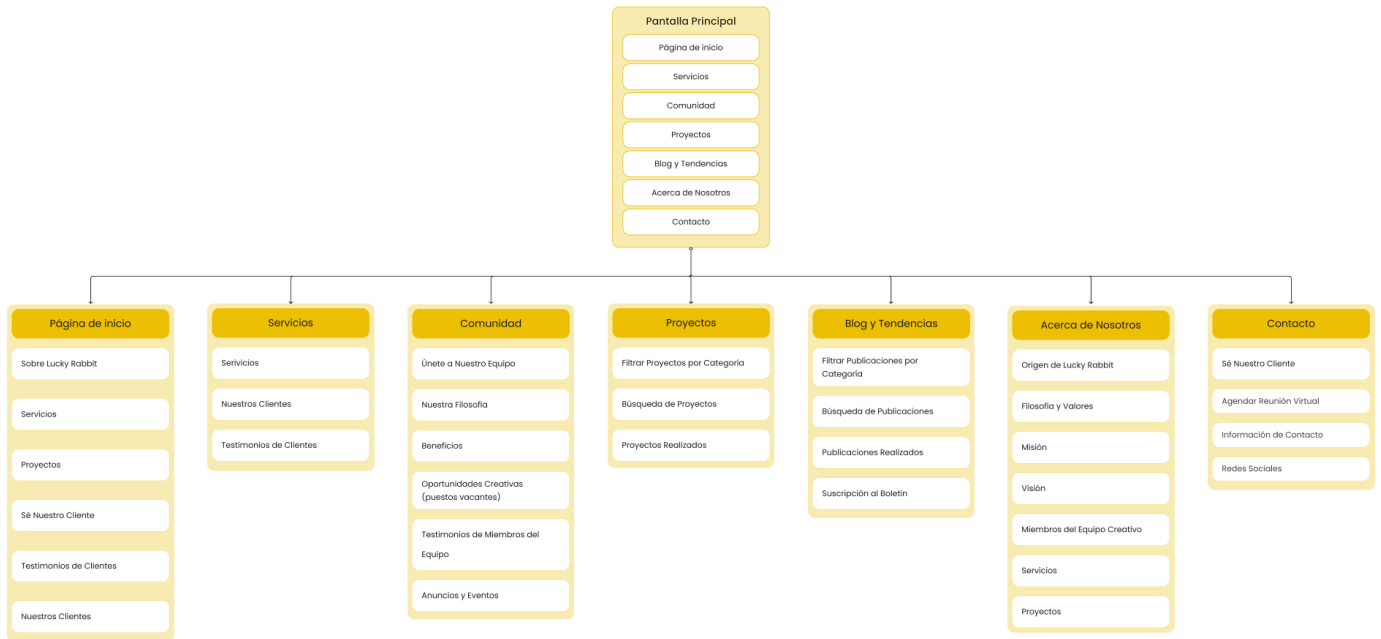 Pantalla Principal
Página de inicio
Servicios
Comunidad
Proyectos
Blog y Tendencias
Acerca de Nosotros
Contacto
Página de inicio
Sobre Lucky Rabbit
Servicios
Proyectos
Sé Nuestro Cliente
Testimonios de Clientes
Nuestros Clientes
Servicios
Serivicios
Nuestros Clientes
Testimonios de Clientes
Comunidad
Únete a Nuestro Equipo
Nuestra Filosofía
Beneficios
Oportunidades Creativas
(puestos vacantes)
Testimonios de Miembros del
Equipo
Anuncios y Eventos
Proyectos
Filtrar Proyectos por Categoría
Búsqueda de Proyectos
Proyectos Realizados
Blog y Tendencias
Filtrar Publicaciones por
Categoría
Búsqueda de Publicaciones
Publicaciones Realizados
Suscripción al Boletín
Acerca de Nosotros
Origen de Lucky Rabbit
Filosofía y Valores
Misión
Visión
Miembros del Equipo Creativo
Servicios
Proyectos
Contacto
Sé Nuestro Cliente
Agendar Reunión Virtual
Información de Contacto
Redes Sociales